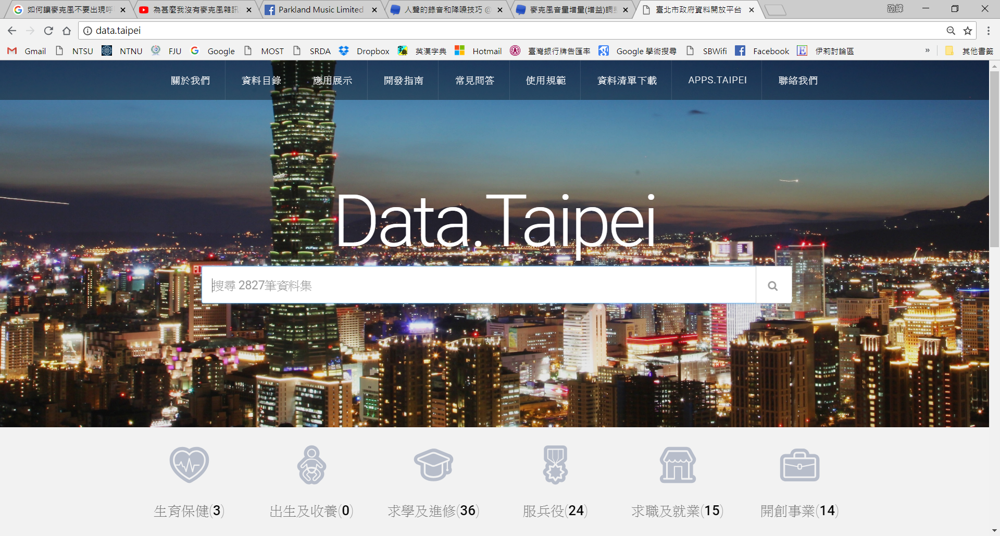 如何讓麥克風不要出現呼
為甚麼我沒有麥克風雜訊
Parkland Music Limited
人聲的錄音和降噪技巧 @
麥克風音量增量(增益)調整
臺北市政府資料開放平台
劭緯
data.taipei
Gmail NTSU NTNU FJU Google MOST SRDA Dropbox 英漢字典 Hotmail 臺灣銀行牌告匯率 Google 學術搜尋 SBWifi Facebook 伊莉討論區 » 其他書籤
關於我們 資料目錄 應用展示 開發指南 常見問答 使用規範 資料清單下載 APPS.TAIPEI 聯絡我們
Data.Taipei
搜尋 2827筆資料集
生育保健(3) 出生及收養(0) 求學及進修(36) 服兵役(24) 求職及就業(15) 開創事業(14)